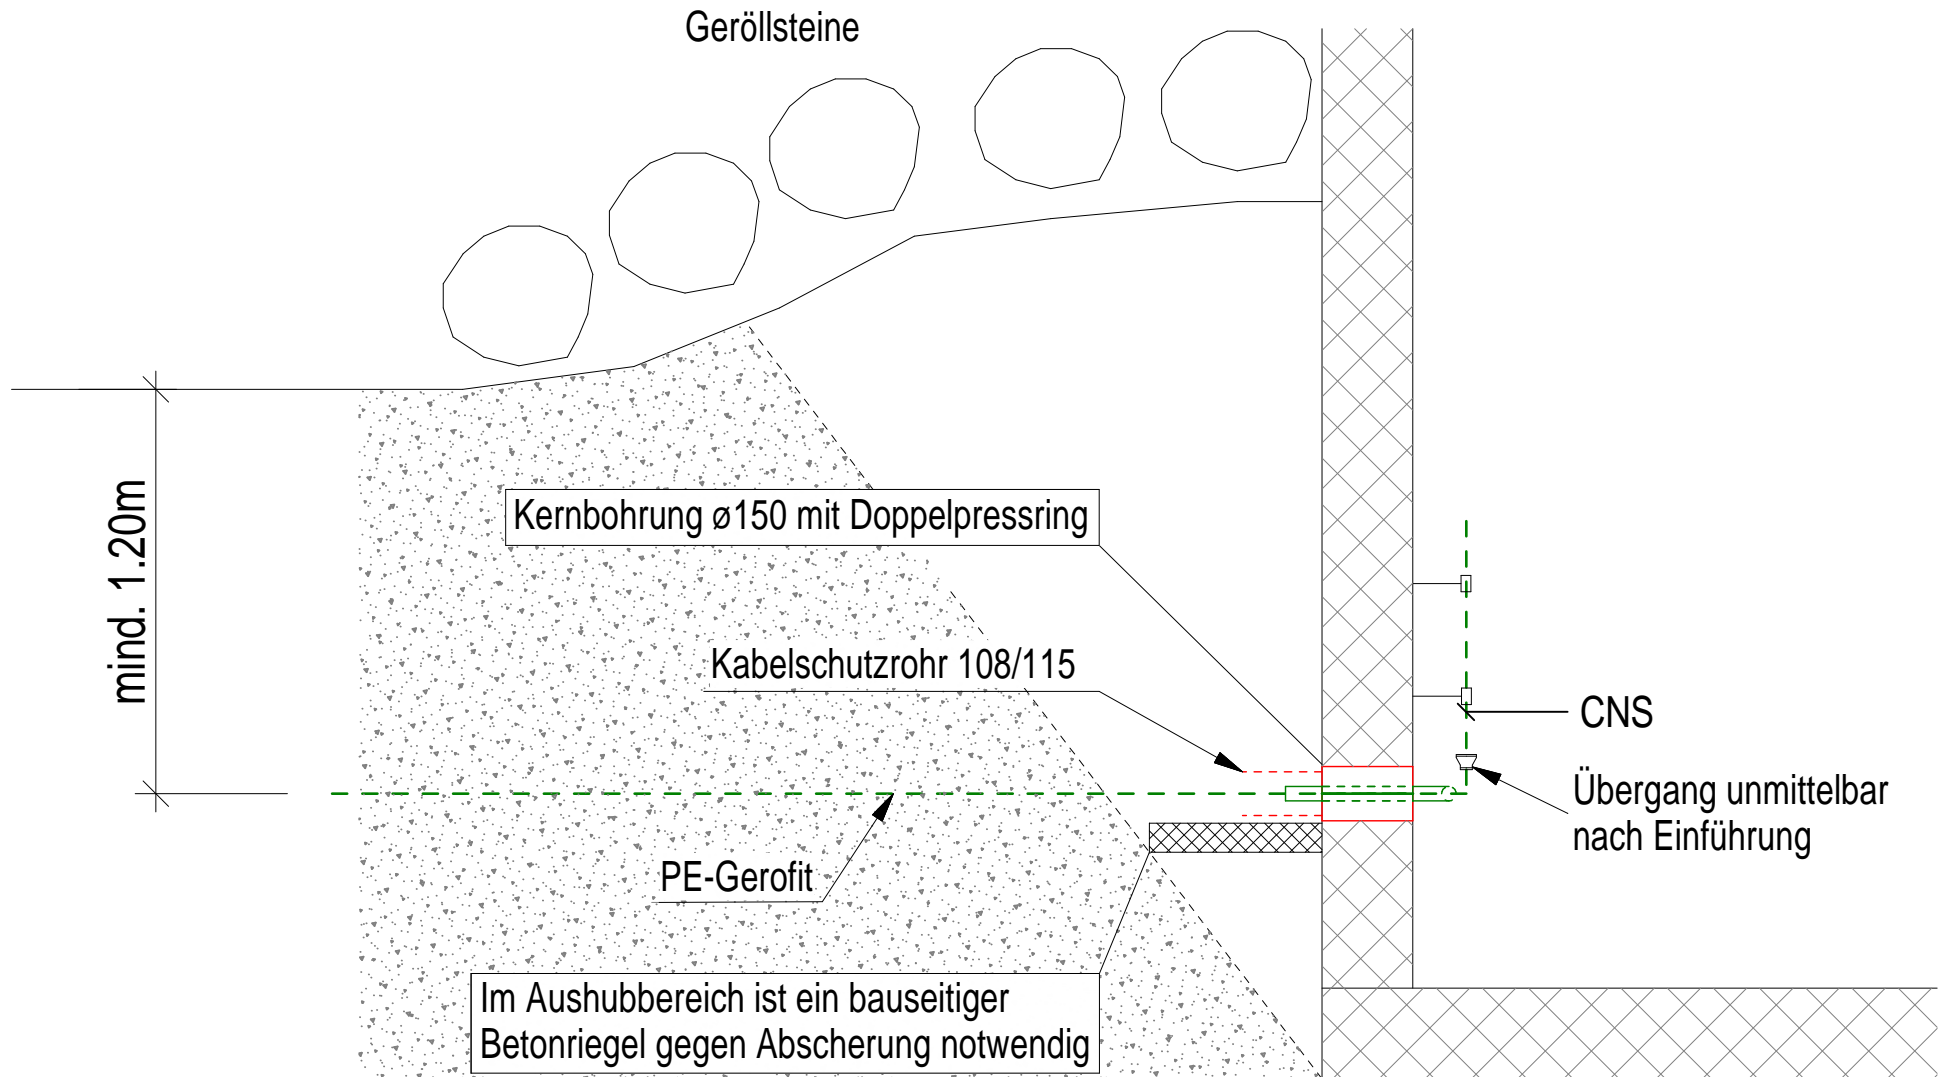 Geröllsteine
mind. 1.20m
Kernbohrung ø150 mit Doppelpressring
Kabelschutzrohr 108/115
CNS
Übergang unmittelbar
nach Einführung
PE-Gerofit
Im Aushubbereich ist ein bauseitiger
Betonriegel gegen Abscherung notwendig